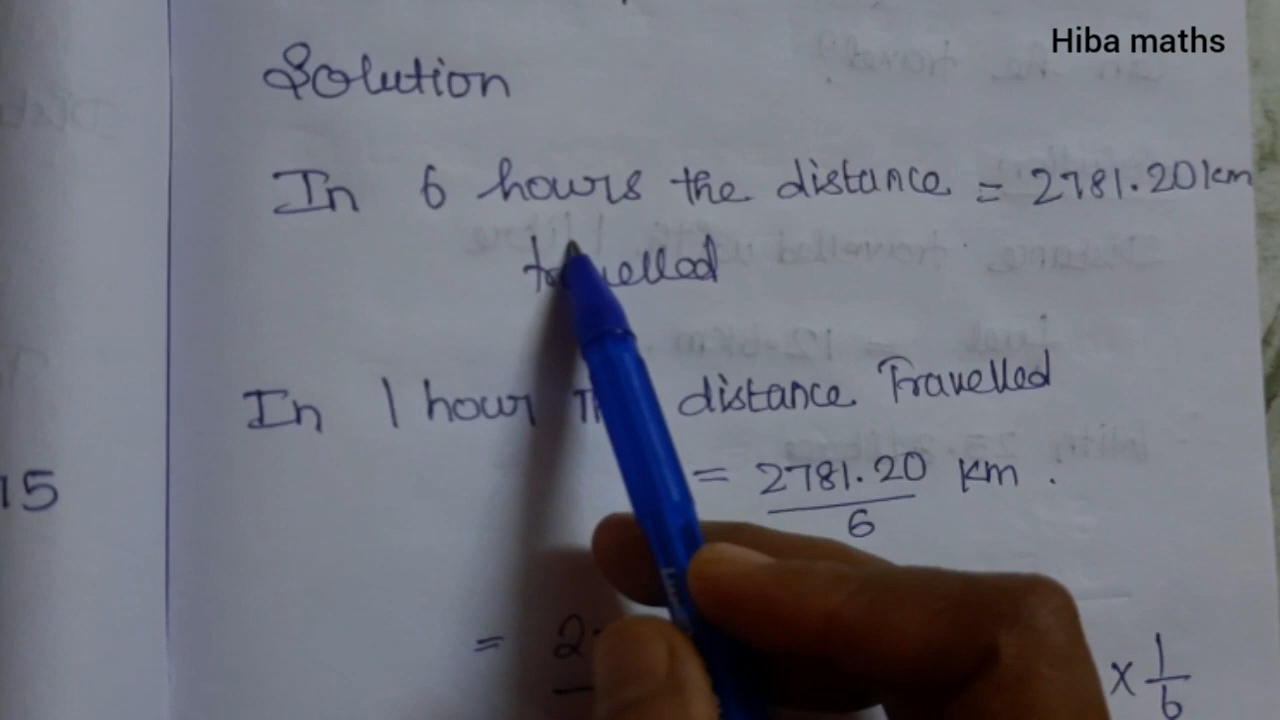 Hiba maths
Solution
In 6 hours the distance = 2781.20km
travelled
In 1 hour distance Travelled
= 2781.20 km.
6
15
=
× 1
6